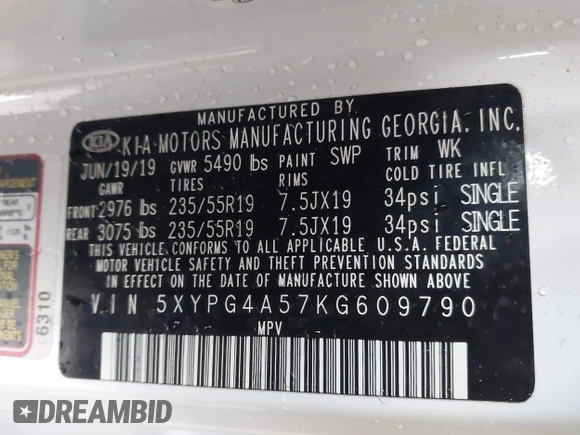 MANUFACTURED BY
KIA KIA MOTORS MANUFACTURING GEORGIA, INC.
JUN/19/19 GVWR 5490 lbs PAINT SWP TRIM WK
GAWR TIRES RIMS COLD TIRE INFL
FRONT 2976 lbs 235/55R19 7.5JX19 34psi SINGLE
REAR 3075 lbs 235/55R19 7.5JX19 34psi SINGLE
THIS VEHICLE CONFORMS TO ALL APPLICABLE U.S.A. FEDERAL
MOTOR VEHICLE SAFETY, BUMPER, AND THEFT PREVENTION STANDARDS
IN EFFECT ON THE DATE OF MANUFACTURE SHOWN ABOVE.
VIN 5XYPG4A57KG609790
MPV
6310
DREAMBID